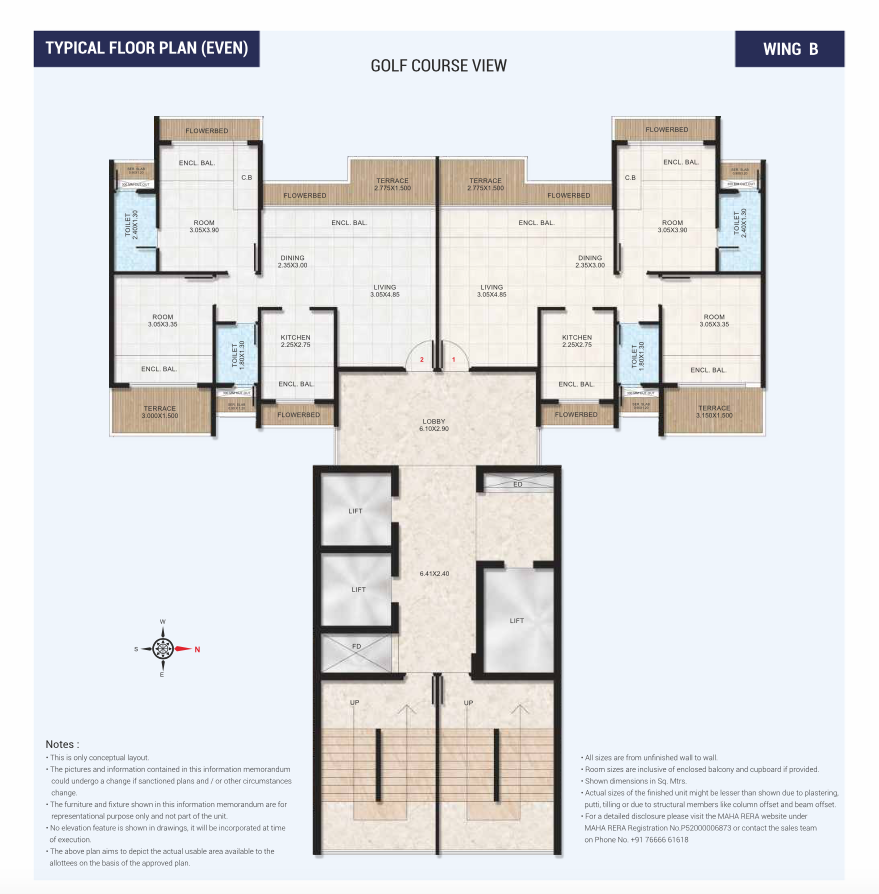 TYPICAL FLOOR PLAN (EVEN)
WING B
GOLF COURSE VIEW
FLOWERBED
FLOWERBED
ENCL. BAL.
ENCL. BAL.
C.B
C.B
TERRACE
2.775X1.500
TERRACE
2.775X1.500
FLOWERBED
FLOWERBED
TOILET
2.40X1.30
ROOM
3.05X3.90
ENCL. BAL.
ENCL. BAL.
ROOM
3.05X3.90
TOILET
2.40X1.30
DINING
2.35X3.00
DINING
2.35X3.00
LIVING
3.05X4.85
LIVING
3.05X4.85
ROOM
3.05X3.35
ROOM
3.05X3.35
TOILET
1.80X1.30
KITCHEN
2.25X2.75
KITCHEN
2.25X2.75
TOILET
1.80X1.30
2
1
ENCL. BAL.
ENCL. BAL.
ENCL. BAL.
ENCL. BAL.
TERRACE
3.000X1.500
FLOWERBED
FLOWERBED
TERRACE
3.150X1.500
LOBBY
6.10X2.90
ED
LIFT
6.41X2.40
LIFT
LIFT
FD
W
S
N
E
UP
UP
Notes :
• This is only conceptual layout.
• The pictures and information contained in this information memorandum
could undergo a change if sanctioned plans and / or other circumstances
change.
• The furniture and fixture shown in this information memorandum are for
representational purpose only and not part of the unit.
• No elevation feature is shown in drawings, it will be incorporated at time
of execution.
• The above plan aims to depict the actual usable area available to the
allottees on the basis of the approved plan.
• All sizes are from unfinished wall to wall.
• Room sizes are inclusive of enclosed balcony and cupboard if provided.
• Shown dimensions in Sq. Mtrs.
• Actual sizes of the finished unit might be lesser than shown due to plastering,
putti, tilling or due to structural members like column offset and beam offset.
• For a detailed disclosure please visit the MAHA RERA website under
MAHA RERA Registration No.P52000006873 or contact the sales team
on Phone No. +91 76666 61618